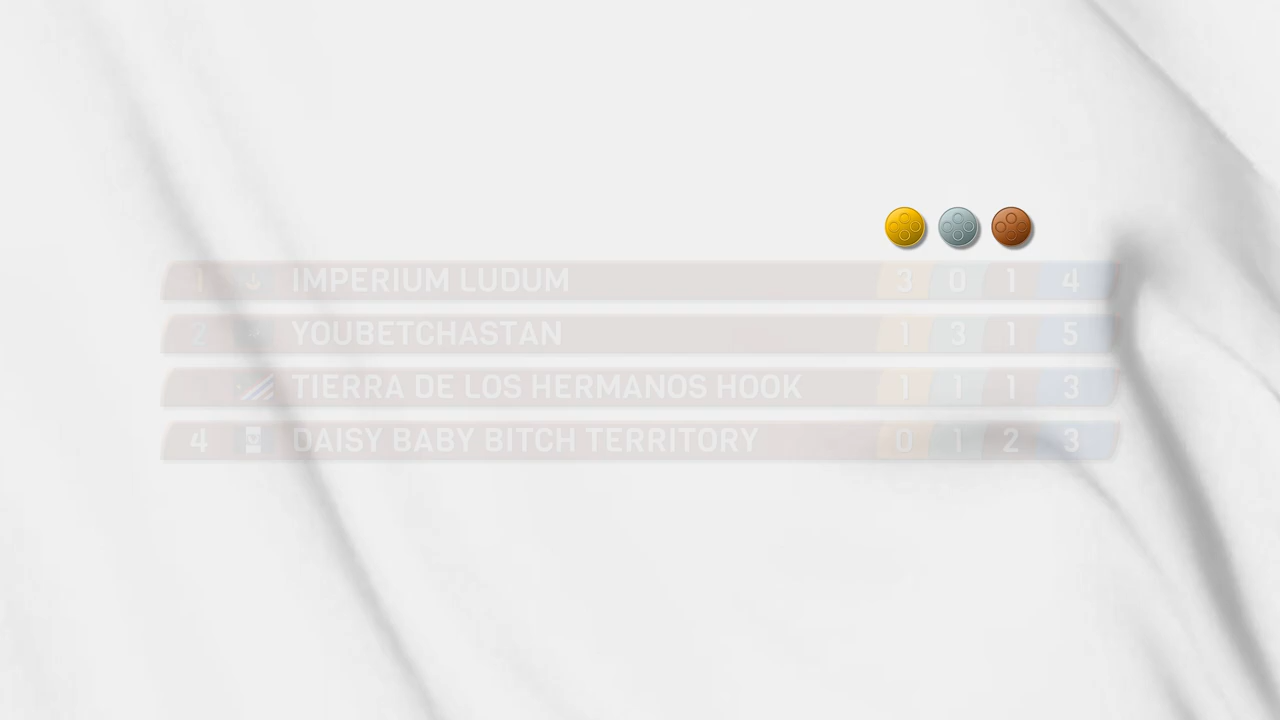 1 IMPERIUM LUDUM 3 0 1 4
2 YOUBETCHASTAN 1 3 1 5
TIERRA DE LOS HERMANOS HOOK 1 1 1 3
4 DAISY BABY BITCH TERRITORY 0 1 2 3